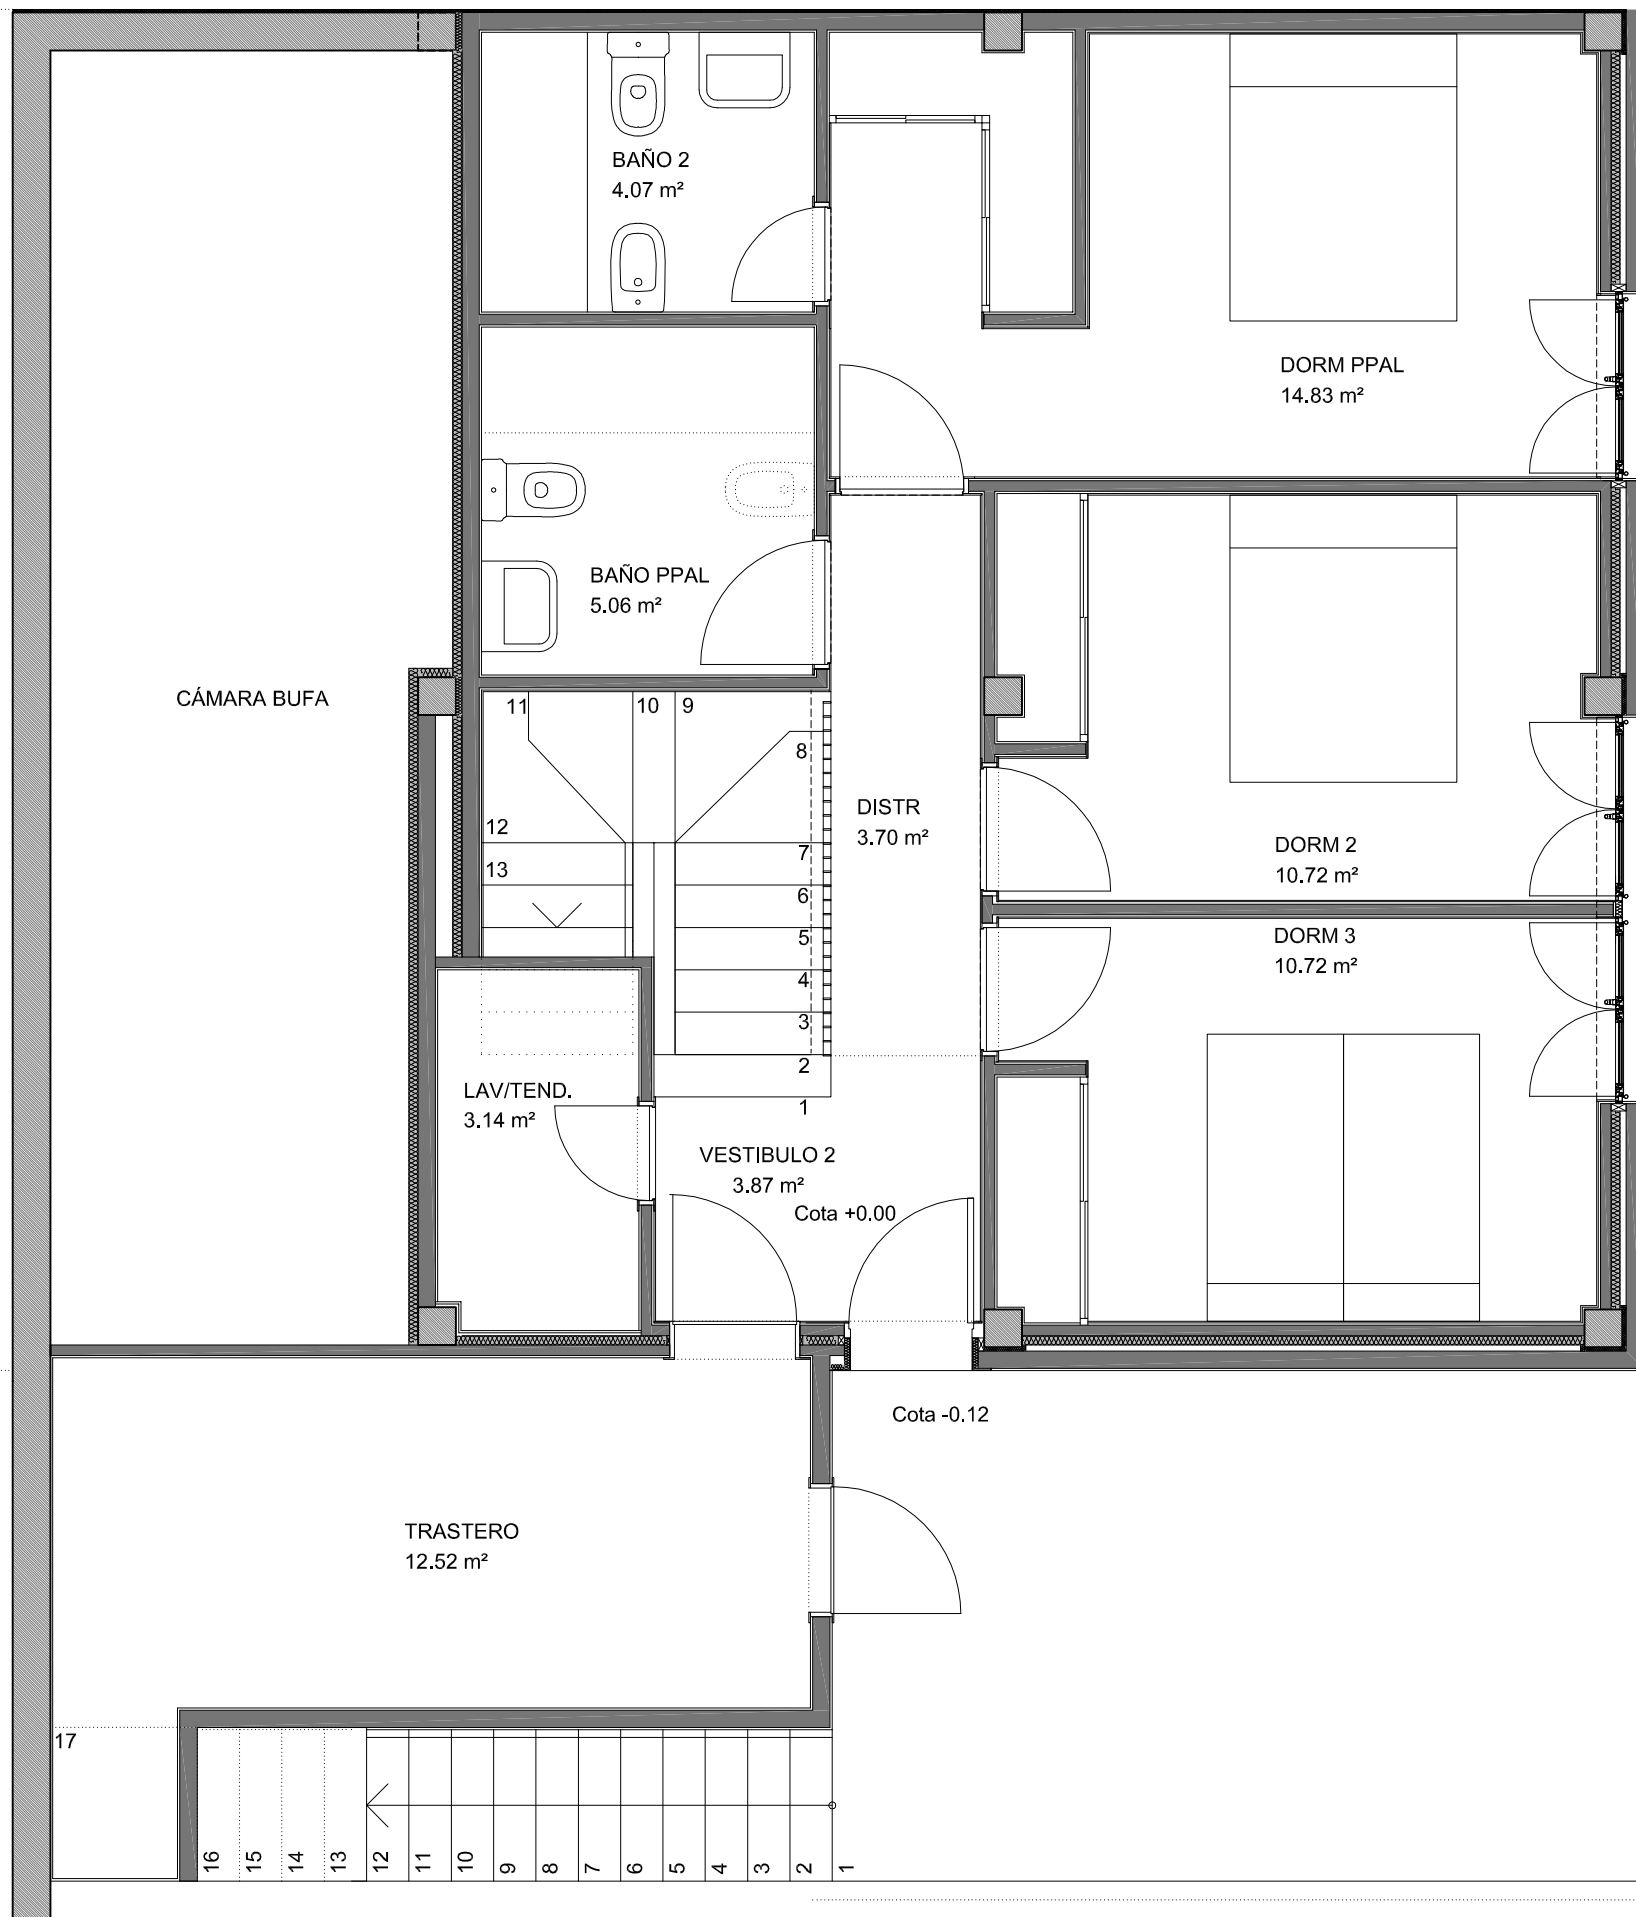 BAÑO 2
4.07 m²
DORM PPAL
14.83 m²
BAÑO PPAL
5.06 m²
CÁMARA BUFA
11
10
9
8
12
13
7
6
5
4
3
2
1
DISTR
3.70 m²
DORM 2
10.72 m²
DORM 3
10.72 m²
LAV/TEND.
3.14 m²
VESTIBULO 2
3.87 m²
Cota +0.00
Cota -0.12
TRASTERO
12.52 m²
17
16
15
14
13
12
11
10
9
8
7
6
5
4
3
2
1